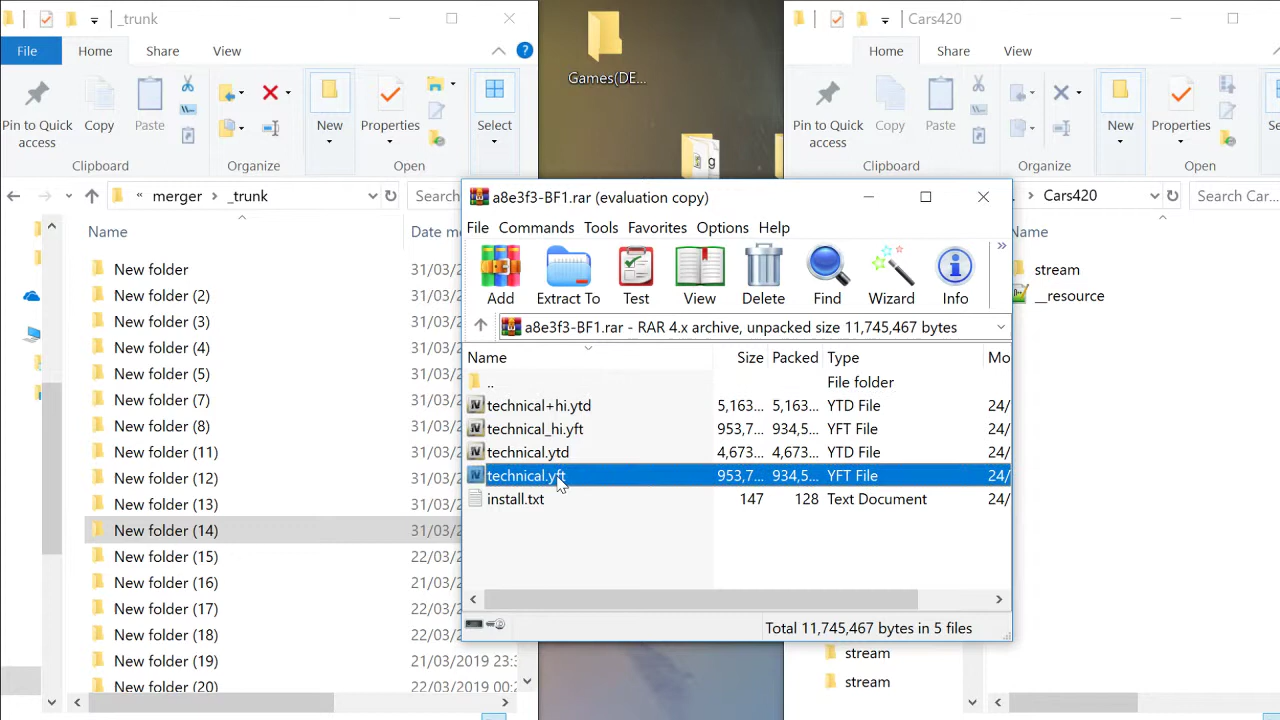 _trunk
File
Home
Share
View
Pin to Quick
access
Copy
Paste
New
Properties
Select
Clipboard
Organize
Open
« merger › _trunk
Search
Name
Date mo
New folder
31/03/2
New folder (2)
31/03/2
New folder (3)
31/03/2
New folder (4)
31/03/2
New folder (5)
31/03/2
New folder (7)
31/03/2
New folder (8)
31/03/2
New folder (11)
31/03/2
New folder (12)
31/03/2
New folder (13)
31/03/2
New folder (14)
31/03/2
New folder (15)
22/03/2
New folder (16)
21/03/2
New folder (17)
22/03/2
New folder (18)
22/03/2
New folder (19)
21/03/2019 23:3
New folder (20)
22/03/2019 00:2
Games(DE...
g
a8e3f3-BF1.rar (evaluation copy)
File Commands Tools Favorites Options Help
Add
Extract To
Test
View
Delete
Find
Wizard
Info
a8e3f3-BF1.rar - RAR 4.x archive, unpacked size 11,745,467 bytes
Name Size Packed Type Mo
.. File folder
technical+hi.ytd 5,163... 5,163... YTD File 24/
technical_hi.yft 953,7... 934,5... YFT File 24/
technical.ytd 4,673... 4,673... YTD File 24/
technical.yft 953,7... 934,5... YFT File 24/
install.txt 147 128 Text Document 24/
Total 11,745,467 bytes in 5 files
Cars420
Home
Share
View
Pin to Quick
access
Copy
Paste
New
Properties
Se
Clipboard
Organize
Open
› Cars420
Search Car...
Name
stream
__resource
stream
stream